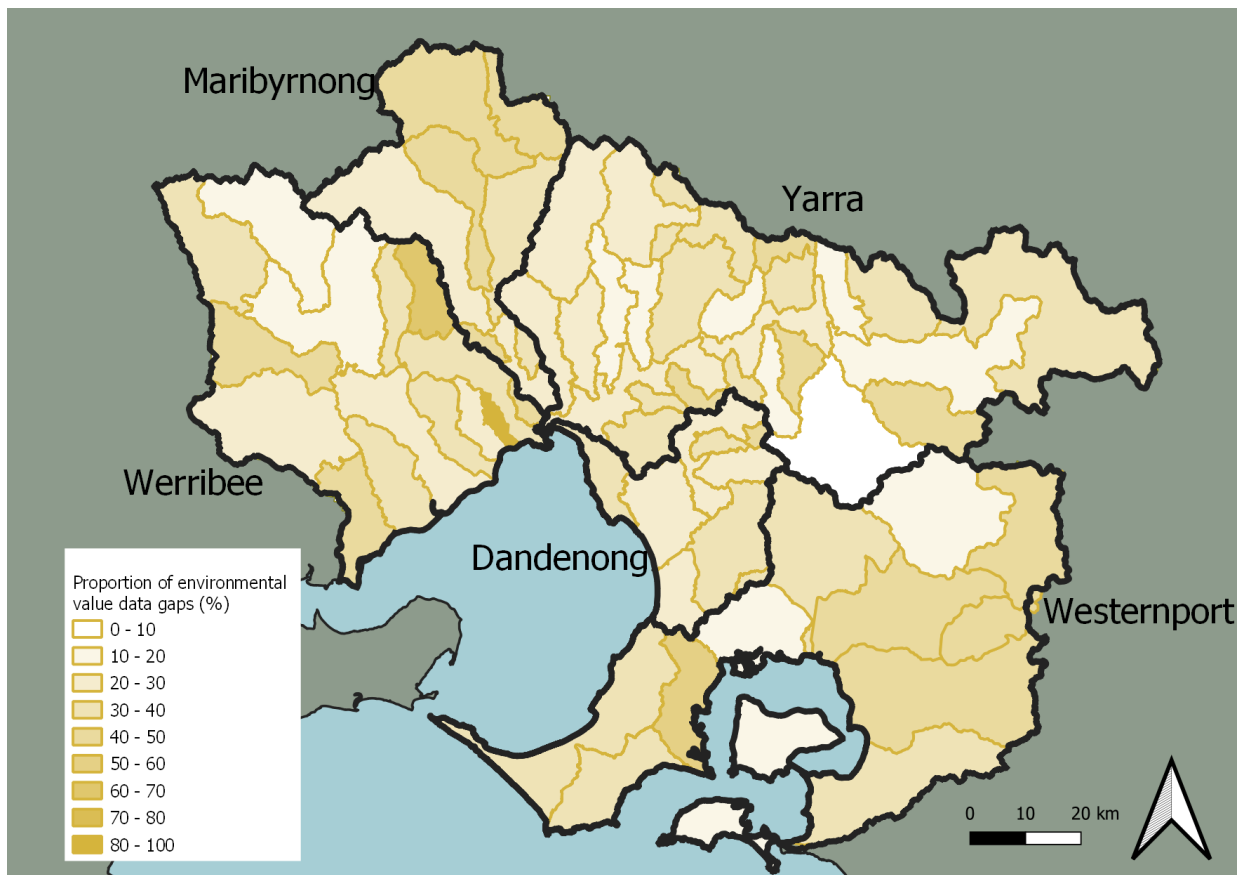 Maribyrnong
Yarra
Werribee
Dandenong
Westernport
Proportion of environmental
value data gaps (%)
0 - 10
10 - 20
20 - 30
30 - 40
40 - 50
50 - 60
60 - 70
70 - 80
80 - 100
0 10 20 km